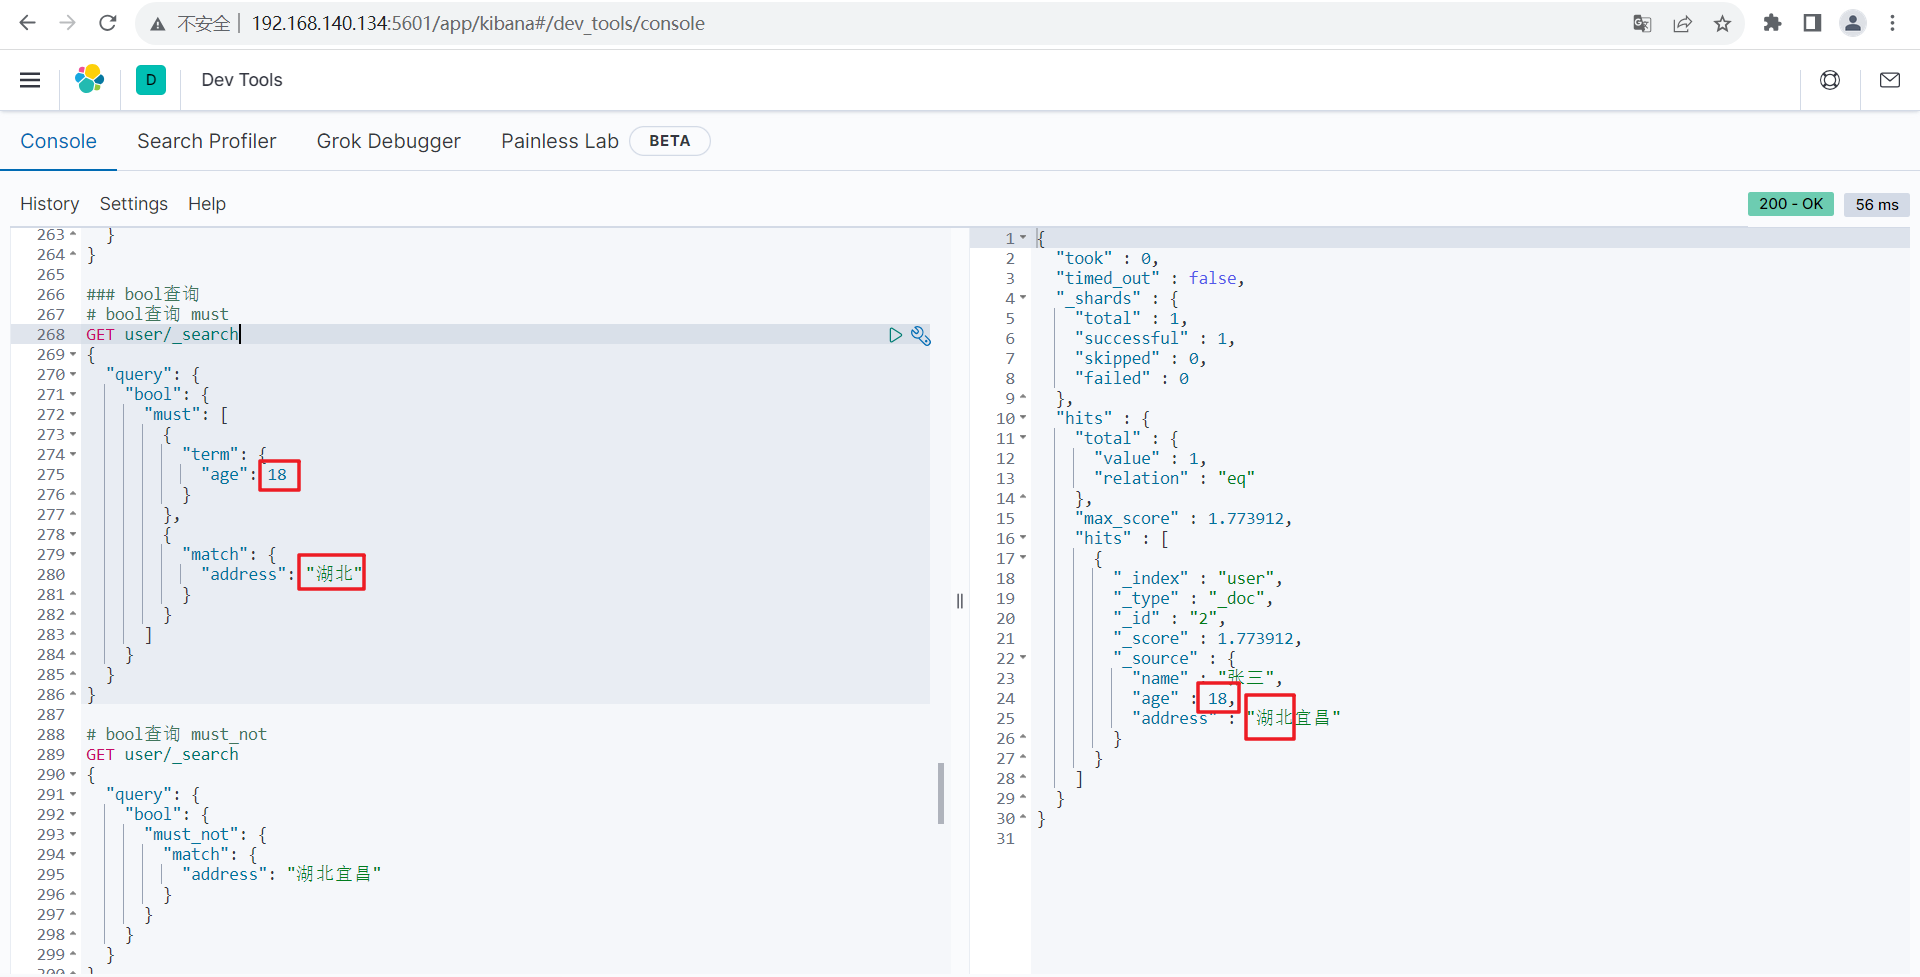 不安全 192.168.140.134:5601/app/kibana#/dev_tools/console
D Dev Tools
Console Search Profiler Grok Debugger Painless Lab BETA
History Settings Help 200 - OK 56 ms
263 }
264 }
265
266 ### bool查询
267 # bool查询 must
268 GET user/_search
269 {
270 "query": {
271 "bool": {
272 "must": [
273 {
274 "term": {
275 "age": 18
276 }
277 },
278 {
279 "match": {
280 "address": "湖北"
281 }
282 }
283 ]
284 }
285 }
286 }
287
288 # bool查询 must_not
289 GET user/_search
290 {
291 "query": {
292 "bool": {
293 "must_not": {
294 "match": {
295 "address": "湖北宜昌"
296 }
297 }
298 }
299 }
300 }
1 {
2 "took" : 0,
3 "timed_out" : false,
4 "_shards" : {
5 "total" : 1,
6 "successful" : 1,
7 "skipped" : 0,
8 "failed" : 0
9 },
10 "hits" : {
11 "total" : {
12 "value" : 1,
13 "relation" : "eq"
14 },
15 "max_score" : 1.773912,
16 "hits" : [
17 {
18 "_index" : "user",
19 "_type" : "_doc",
20 "_id" : "2",
21 "_score" : 1.773912,
22 "_source" : {
23 "name" : "张三",
24 "age" : 18,
25 "address" : "湖北宜昌"
26 }
27 }
28 ]
29 }
30 }
31